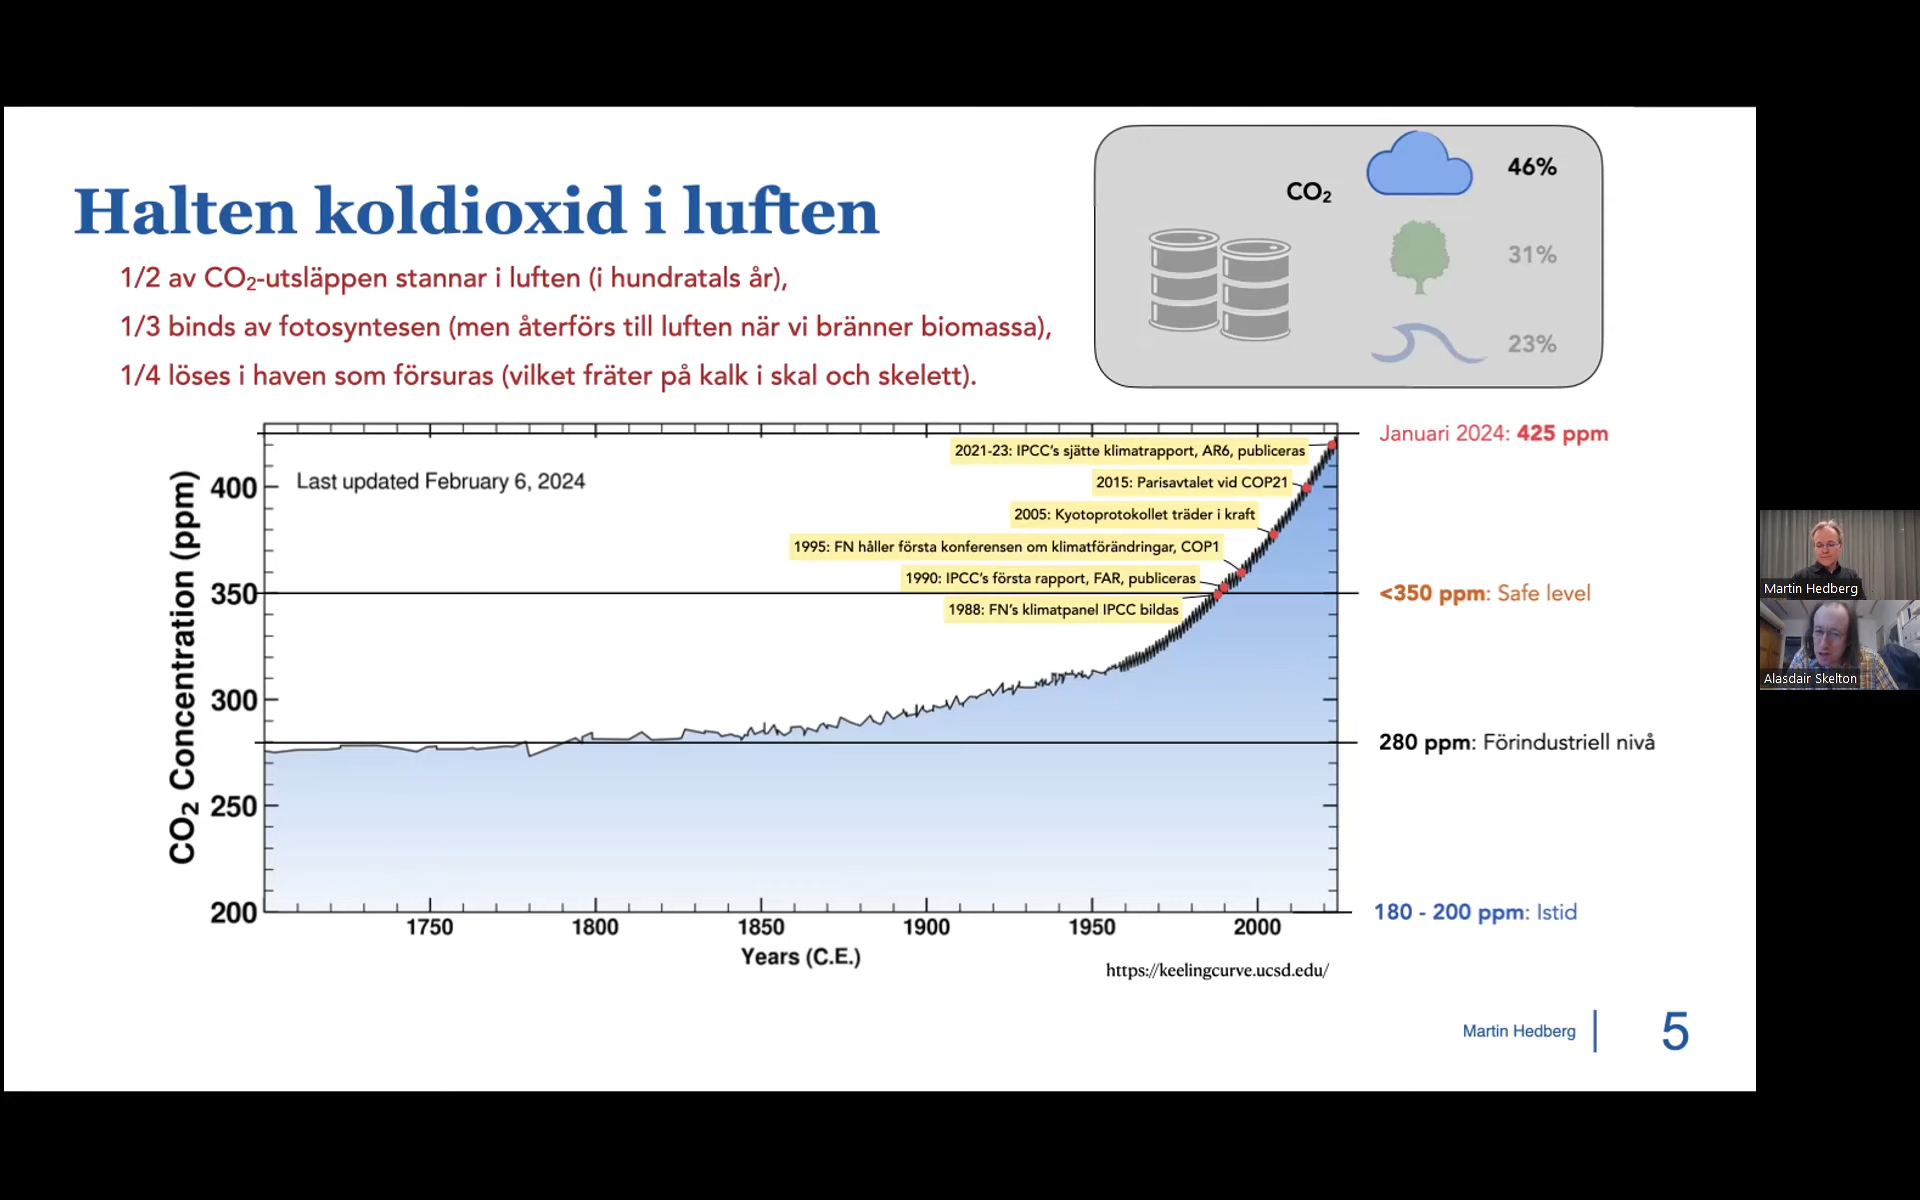 Halten koldioxid i luften
1/2 av CO₂-utsläppen stannar i luften (i hundratals år),
1/3 binds av fotosyntesen (men återförs till luften när vi bränner biomassa),
1/4 löses i haven som försuras (vilket fräter på kalk i skal och skelett).
CO₂
46%
31%
23%
CO₂ Concentration (ppm)
400
350
300
250
200
Last updated February 6, 2024
2021-23: IPCC's sjätte klimatrapport, AR6, publiceras
2015: Parisavtalet vid COP21
2005: Kyotoprotokollet träder i kraft
1995: FN håller första konferensen om klimatförändringar, COP1
1990: IPCC's första rapport, FAR, publiceras
1988: FN's klimatpanel IPCC bildas
Januari 2024: 425 ppm
<350 ppm: Safe level
280 ppm: Förindustriell nivå
180 - 200 ppm: Istid
1750
1800
1850
1900
1950
2000
Years (C.E.)
https://keelingcurve.ucsd.edu/
Martin Hedberg
5
Martin Hedberg
Alasdair Skelton